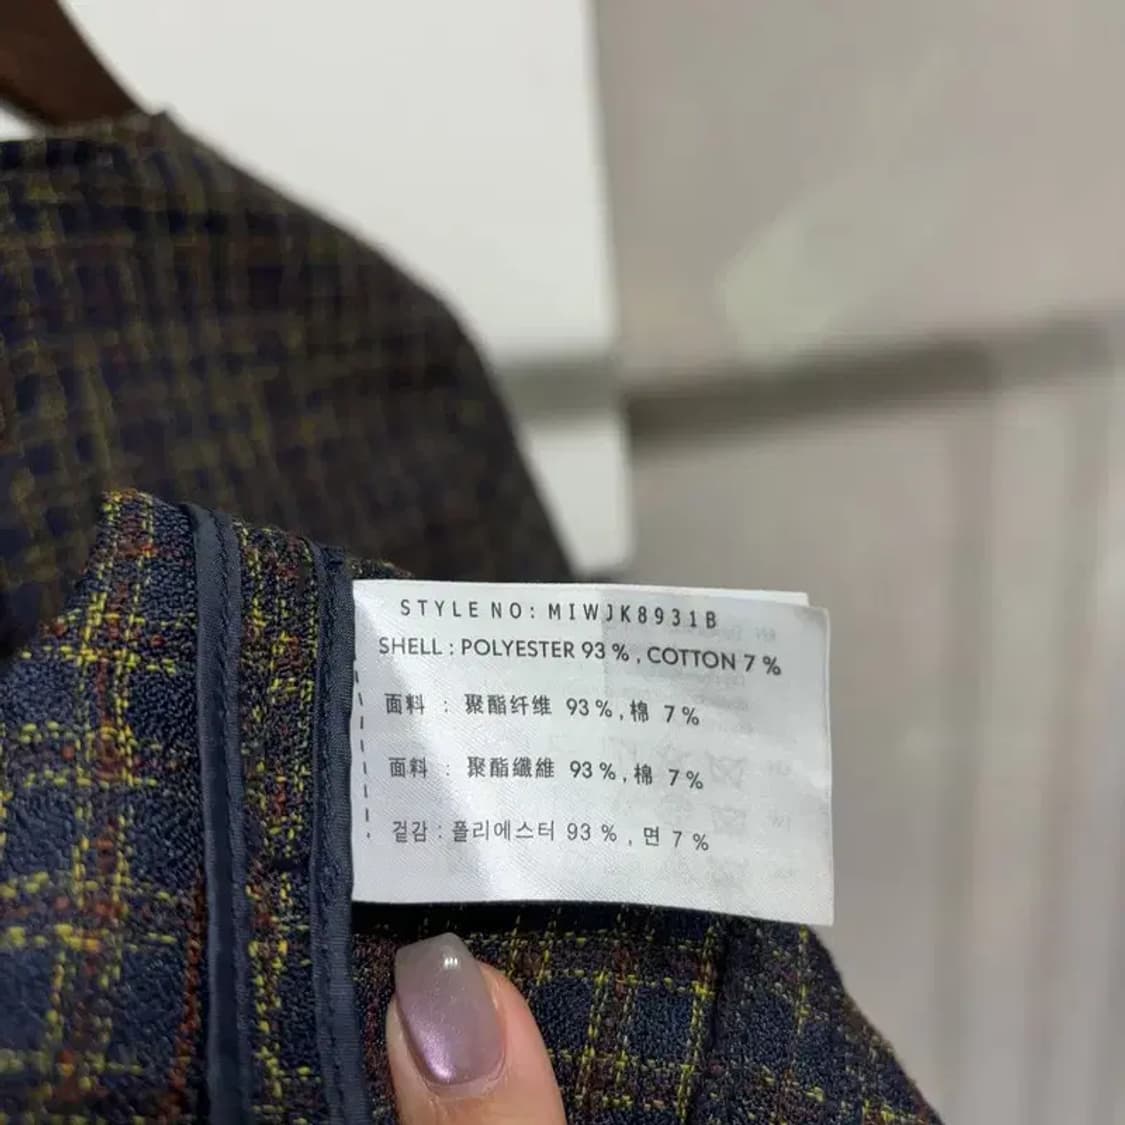 STYLE NO: MIWJK8931B
SHELL : POLYESTER 93 % , COTTON 7 %
面料 : 聚酯纤维 93 % , 棉 7 %
面料 : 聚酯纖維 93 % , 棉 7 %
겉감 : 폴리에스터 93 % , 면 7 %